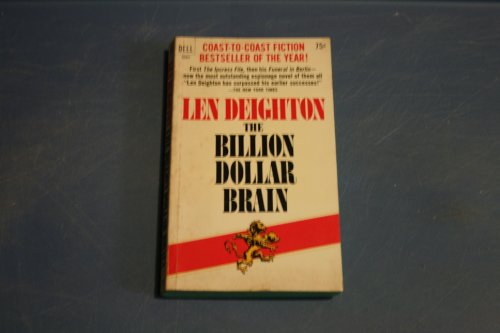 DELL
COAST-TO-COAST FICTION
75¢
BESTSELLER OF THE YEAR!
First The Ipcress File, then his Funeral in Berlin—
now the most outstanding espionage novel of them all
"Len Deighton has surpassed his earlier successes!"
—THE NEW YORK TIMES
LEN DEIGHTON
THE
BILLION
DOLLAR
BRAIN